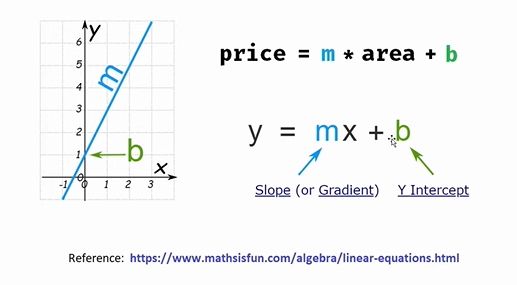 y
6
5
4
3
2
1
0
-1 0 1 2 3
x
m
b
price = m * area + b
y = mx + b
Slope (or Gradient) Y Intercept
Reference: https://www.mathsisfun.com/algebra/linear-equations.html